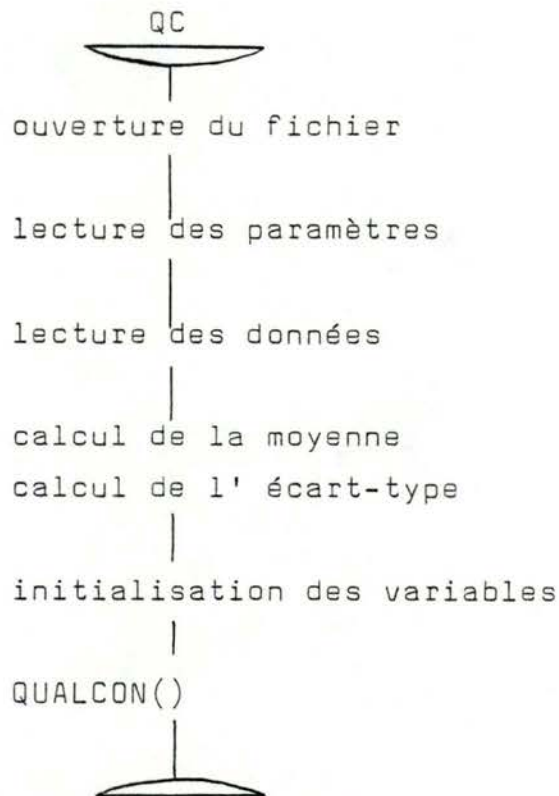 QC
ouverture du fichier
lecture des paramètres
lecture des données
calcul de la moyenne
calcul de l' écart-type
initialisation des variables
QUALCON()